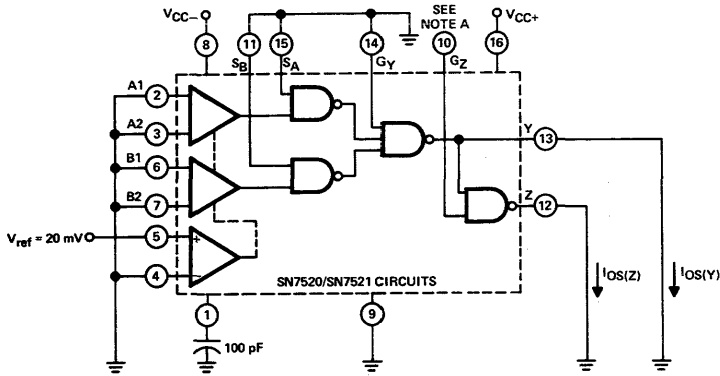 SEE
NOTE A
VCC−
VCC+
8
11
15
14
10
16
SB
SA
GY
GZ
A1
2
A2
3
B1
6
B2
7
Vref = 20 mV
5
+
4
−
Y
13
Z
12
IOS(Z)
IOS(Y)
SN7520/SN7521 CIRCUITS
1
9
100 pF